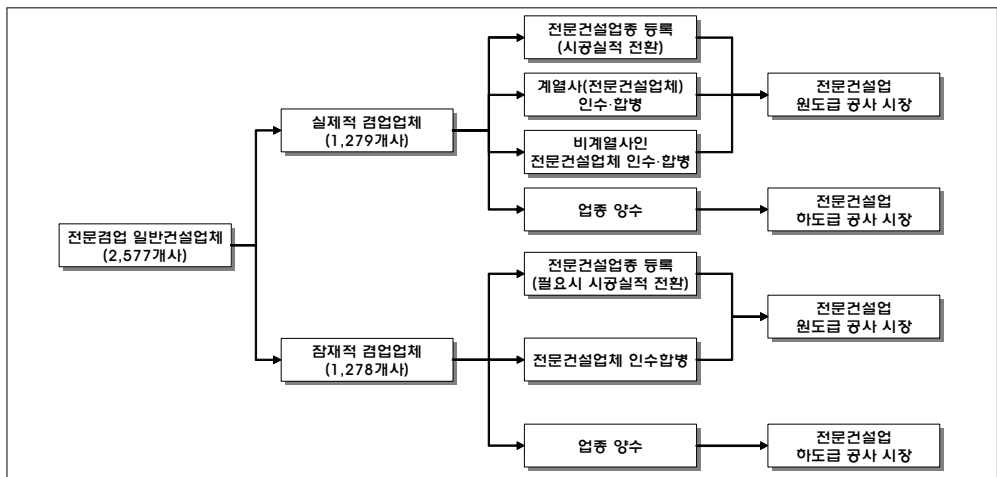 전문겸업 일반건설업체
(2,577개사)
실제적 겸업업체
(1,279개사)
전문건설업종 등록
(시공실적 전환)
계열사(전문건설업체)
인수·합병
비계열사인
전문건설업체 인수·합병
업종 양수
전문건설업
원도급 공사 시장
전문건설업
하도급 공사 시장
잠재적 겸업업체
(1,278개사)
전문건설업종 등록
(필요시 시공실적 전환)
전문건설업체 인수합병
업종 양수
전문건설업
원도급 공사 시장
전문건설업
하도급 공사 시장